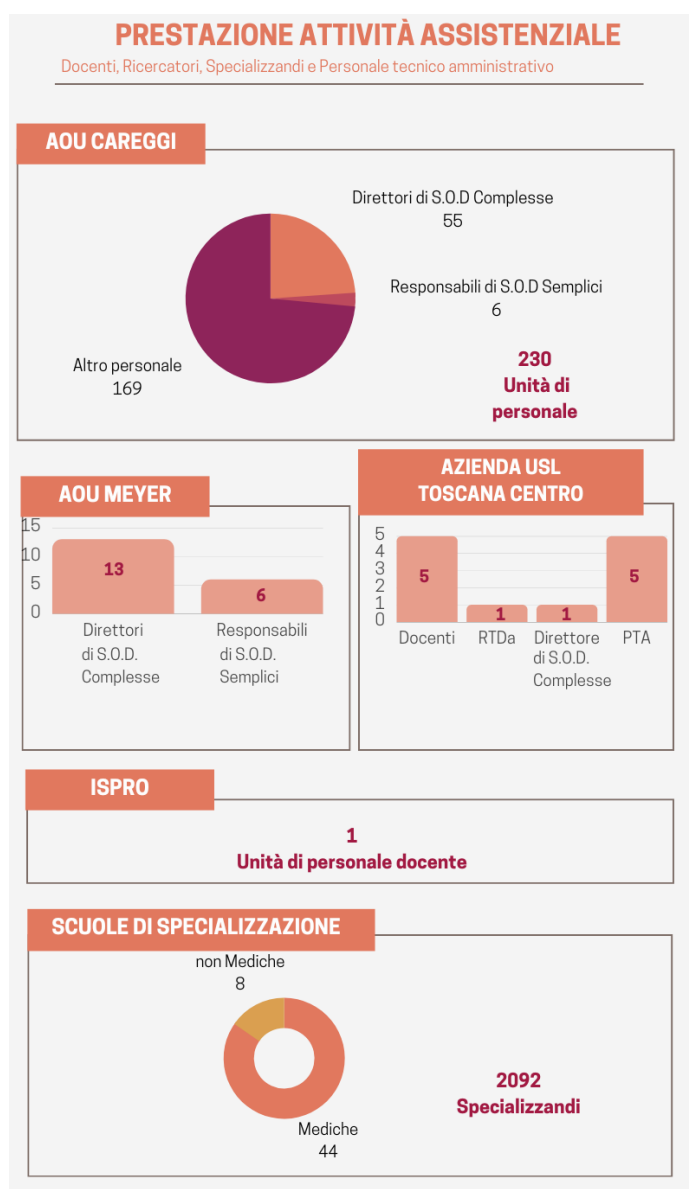 PRESTAZIONE ATTIVITÀ ASSISTENZIALE
Docenti, Ricercatori, Specializzandi e Personale tecnico amministrativo
AOU CAREGGI
Direttori di S.O.D Complesse
55
Responsabili di S.O.D Semplici
6
Altro personale
169
230
Unità di
personale
AOU MEYER
15
10
5
0
13
6
Direttori
di S.O.D.
Complesse
Responsabili
di S.O.D.
Semplici
AZIENDA USL
TOSCANA CENTRO
5
4
3
2
1
0
5
1
1
5
Docenti
RTDa
Direttore
di S.O.D.
Complesse
PTA
ISPRO
1
Unità di personale docente
SCUOLE DI SPECIALIZZAZIONE
non Mediche
8
Mediche
44
2092
Specializzandi